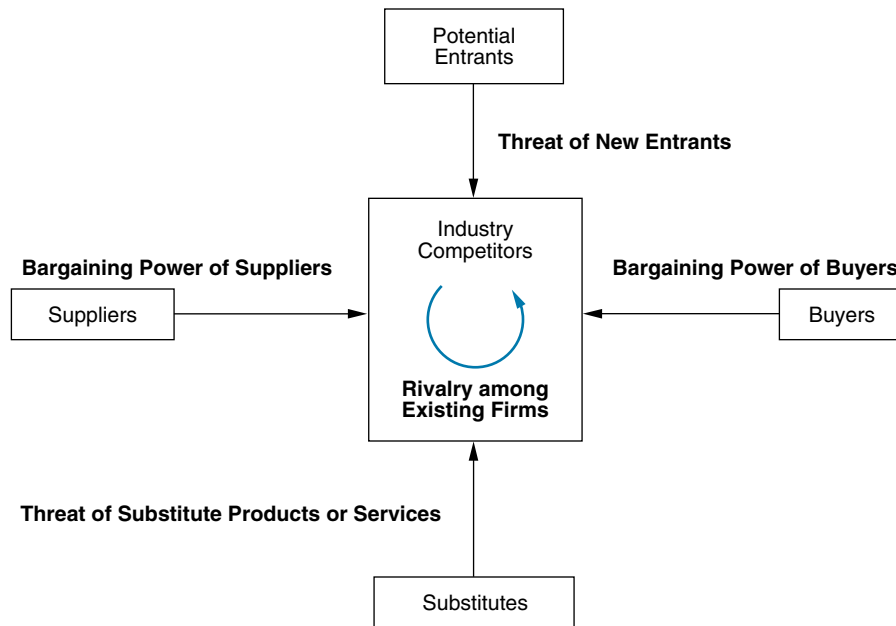 Potential
Entrants
Threat of New Entrants
Industry
Competitors
Bargaining Power of Suppliers
Bargaining Power of Buyers
Suppliers
Buyers
Rivalry among
Existing Firms
Threat of Substitute Products or Services
Substitutes